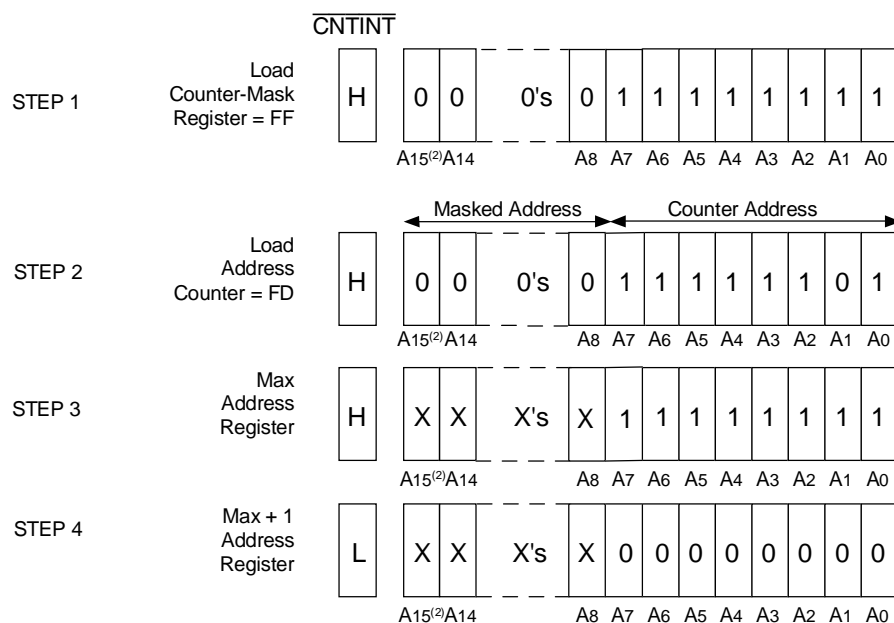 CNTINT
STEP 1
Load
Counter-Mask
Register = FF
H 0 0 0's 0 1 1 1 1 1 1 1 1
A15(2) A14 A8 A7 A6 A5 A4 A3 A2 A1 A0
Masked Address Counter Address
STEP 2
Load
Address
Counter = FD
H 0 0 0's 0 1 1 1 1 1 1 0 1
A15(2) A14 A8 A7 A6 A5 A4 A3 A2 A1 A0
STEP 3
Max
Address
Register
H X X X's X 1 1 1 1 1 1 1 1
A15(2) A14 A8 A7 A6 A5 A4 A3 A2 A1 A0
STEP 4
Max + 1
Address
Register
L X X X's X 0 0 0 0 0 0 0 0
A15(2) A14 A8 A7 A6 A5 A4 A3 A2 A1 A0